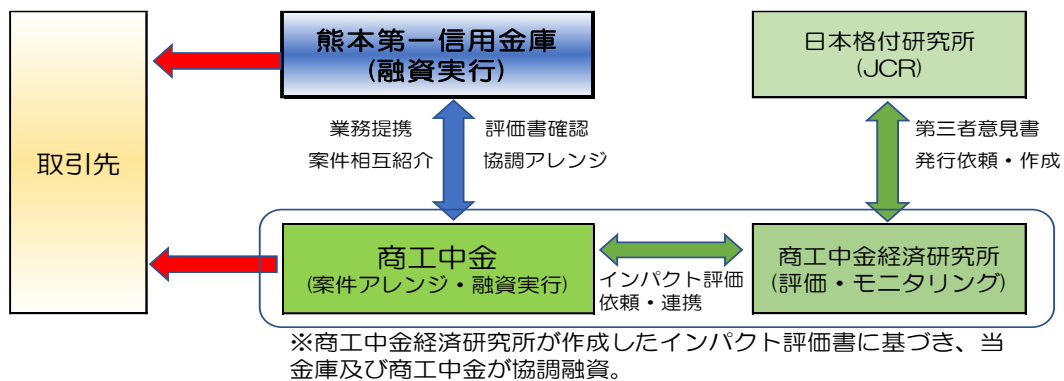 熊本第一信用金庫
(融資実行)
日本格付研究所
(JCR)
業務提携
案件相互紹介
評価書確認
協調アレンジ
第三者意見書
発行依頼・作成
取引先
商工中金
(案件アレンジ・融資実行)
インパクト評価
依頼・連携
商工中金経済研究所
(評価・モニタリング)
※商工中金経済研究所が作成したインパクト評価書に基づき、当
金庫及び商工中金が協調融資。